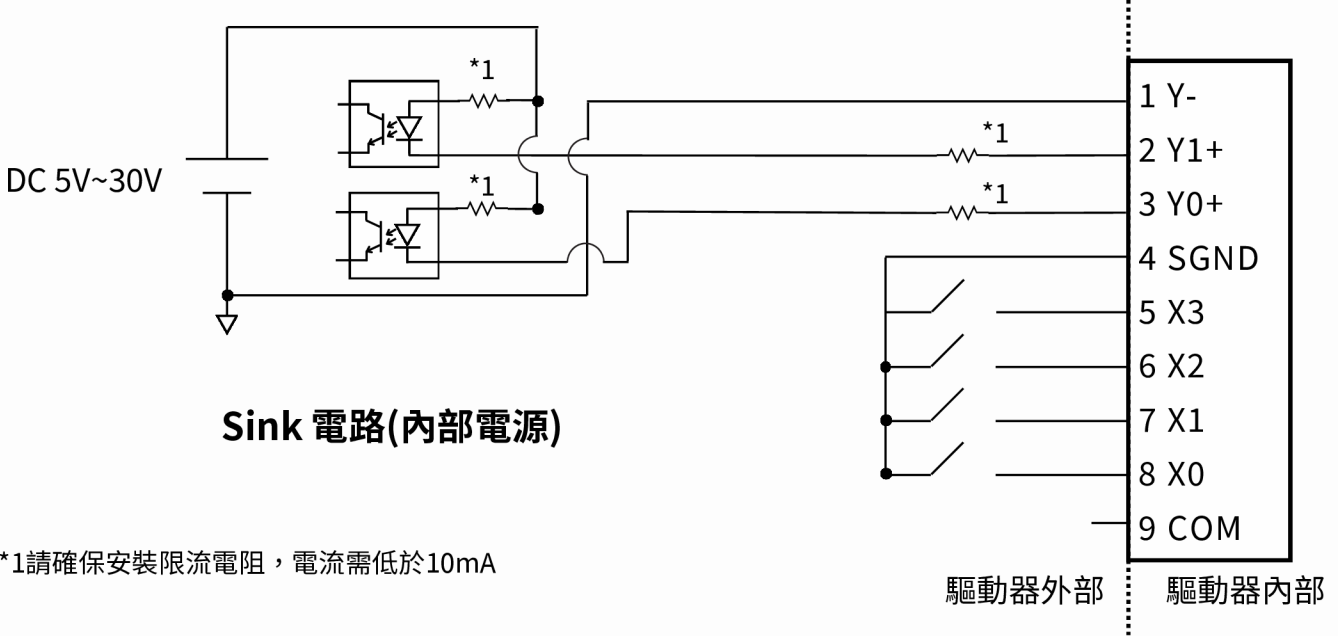 *1
1 Y-
*1
2 Y1+
DC 5V~30V
*1
*1
3 Y0+
4 SGND
5 X3
6 X2
Sink 電路(內部電源)
7 X1
8 X0
9 COM
*1請確保安裝限流電阻，電流需低於10mA
驅動器外部
驅動器內部